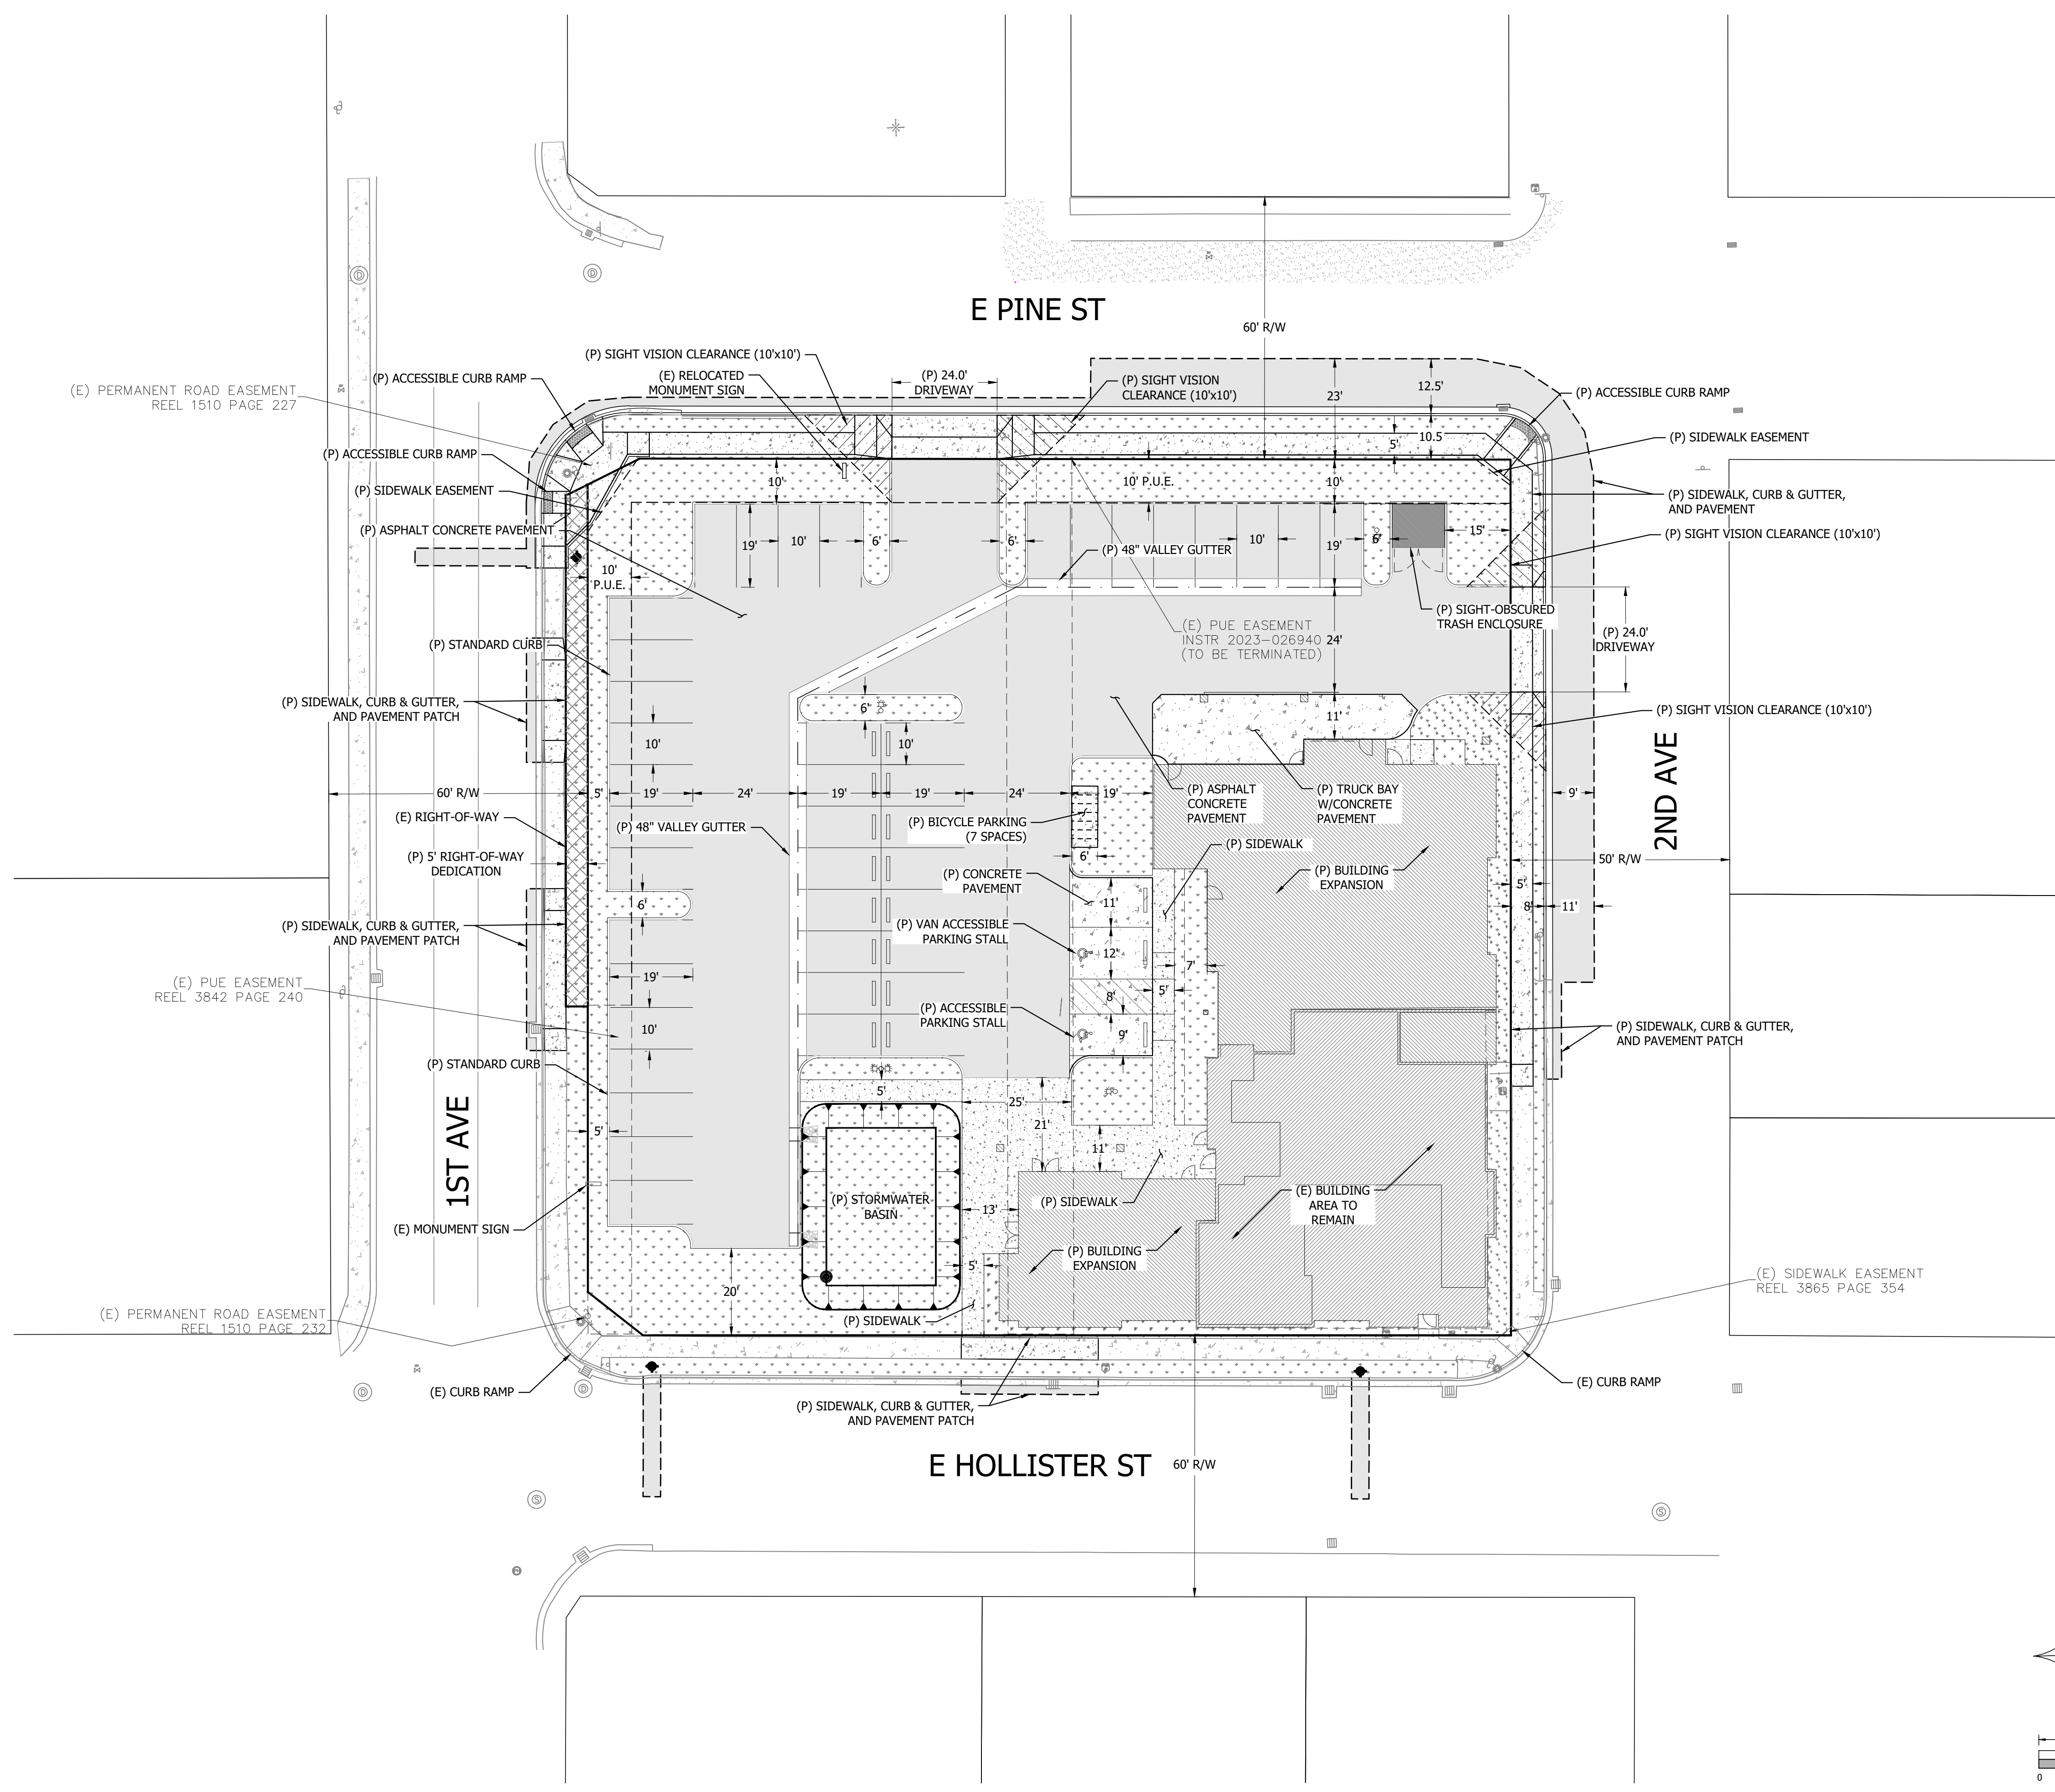 E PINE ST
60' R/W
(P) SIGHT VISION CLEARANCE (10'x10')
(E) RELOCATED
MONUMENT SIGN
(P) 24.0'
DRIVEWAY
(P) SIGHT VISION
CLEARANCE (10'x10')
23'
12.5'
(P) ACCESSIBLE CURB RAMP
(E) PERMANENT ROAD EASEMENT
REEL 1510 PAGE 227
(P) ACCESSIBLE CURB RAMP
5'
10.5
(P) SIDEWALK EASEMENT
(P) ACCESSIBLE CURB RAMP
(P) SIDEWALK EASEMENT
10'
10' P.U.E.
10'
(P) SIDEWALK, CURB & GUTTER,
AND PAVEMENT
(P) ASPHALT CONCRETE PAVEMENT
19'
10'
6'
6'
(P) 48" VALLEY GUTTER
10'
19'
6'
15'
(P) SIGHT VISION CLEARANCE (10'x10')
10'
P.U.E.
(P) SIGHT-OBSCURED
TRASH ENCLOSURE
(E) PUE EASEMENT
INSTR 2023-026940
(TO BE TERMINATED)
24'
(P) 24.0'
DRIVEWAY
(P) STANDARD CURB
(P) SIDEWALK, CURB & GUTTER,
AND PAVEMENT PATCH
6'
11'
(P) SIGHT VISION CLEARANCE (10'x10')
10'
10'
2ND AVE
60' R/W
5'
19'
24'
19'
19'
24'
19'
(P) ASPHALT
CONCRETE
PAVEMENT
(P) TRUCK BAY
W/CONCRETE
PAVEMENT
9'
(E) RIGHT-OF-WAY
(P) 48" VALLEY GUTTER
(P) BICYCLE PARKING
(7 SPACES)
(P) SIDEWALK
(P) 5' RIGHT-OF-WAY
DEDICATION
6'
50' R/W
(P) CONCRETE
PAVEMENT
(P) BUILDING
EXPANSION
5'
6'
11'
8'
11'
(P) SIDEWALK, CURB & GUTTER,
AND PAVEMENT PATCH
(P) VAN ACCESSIBLE
PARKING STALL
12'
7'
19'
(E) PUE EASEMENT
REEL 3842 PAGE 240
8'
5'
(P) ACCESSIBLE
PARKING STALL
10'
9'
(P) SIDEWALK, CURB & GUTTER,
AND PAVEMENT PATCH
(P) STANDARD CURB
5'
25'
21'
1ST AVE
5'
11'
(P) STORMWATER
BASIN
(P) SIDEWALK
(E) BUILDING
AREA TO
REMAIN
13'
(E) MONUMENT SIGN
(P) BUILDING
EXPANSION
5'
20'
(E) SIDEWALK EASEMENT
REEL 3865 PAGE 354
(E) PERMANENT ROAD EASEMENT
REEL 1510 PAGE 232
(P) SIDEWALK
(E) CURB RAMP
(E) CURB RAMP
(P) SIDEWALK, CURB & GUTTER,
AND PAVEMENT PATCH
E HOLLISTER ST
60' R/W
D
D
D
D
S
S
0